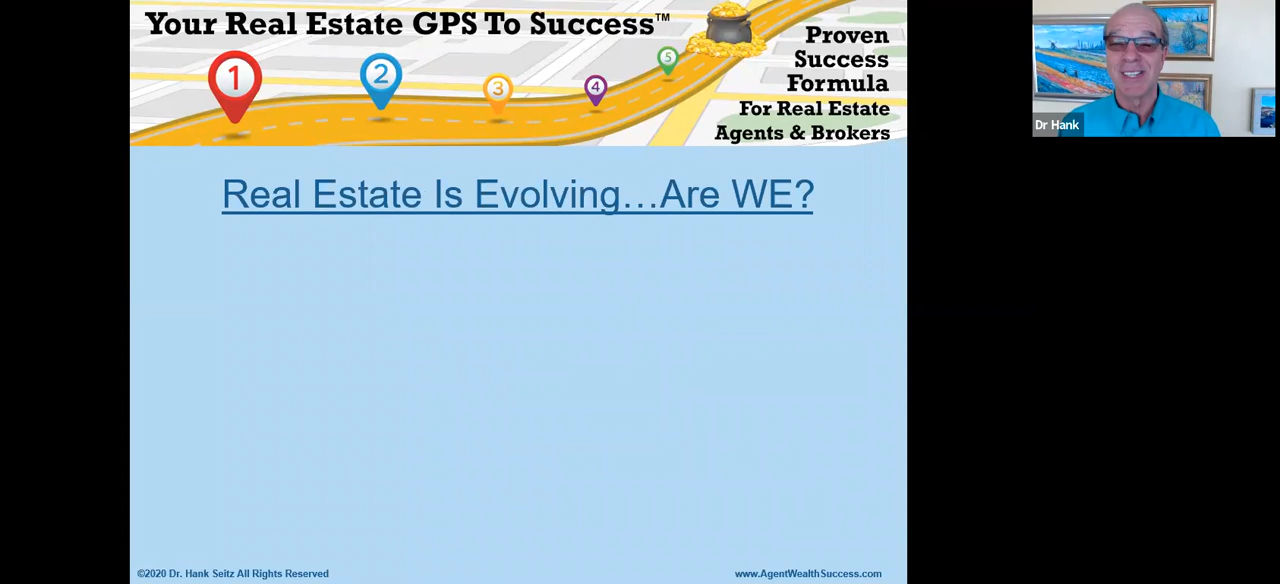 Your Real Estate GPS To Success™
1
2
3
4
5
Proven
Success
Formula
For Real Estate
Agents & Brokers
Dr Hank
Real Estate Is Evolving…Are WE?
©2020 Dr. Hank Seitz All Rights Reserved
www.AgentWealthSuccess.com